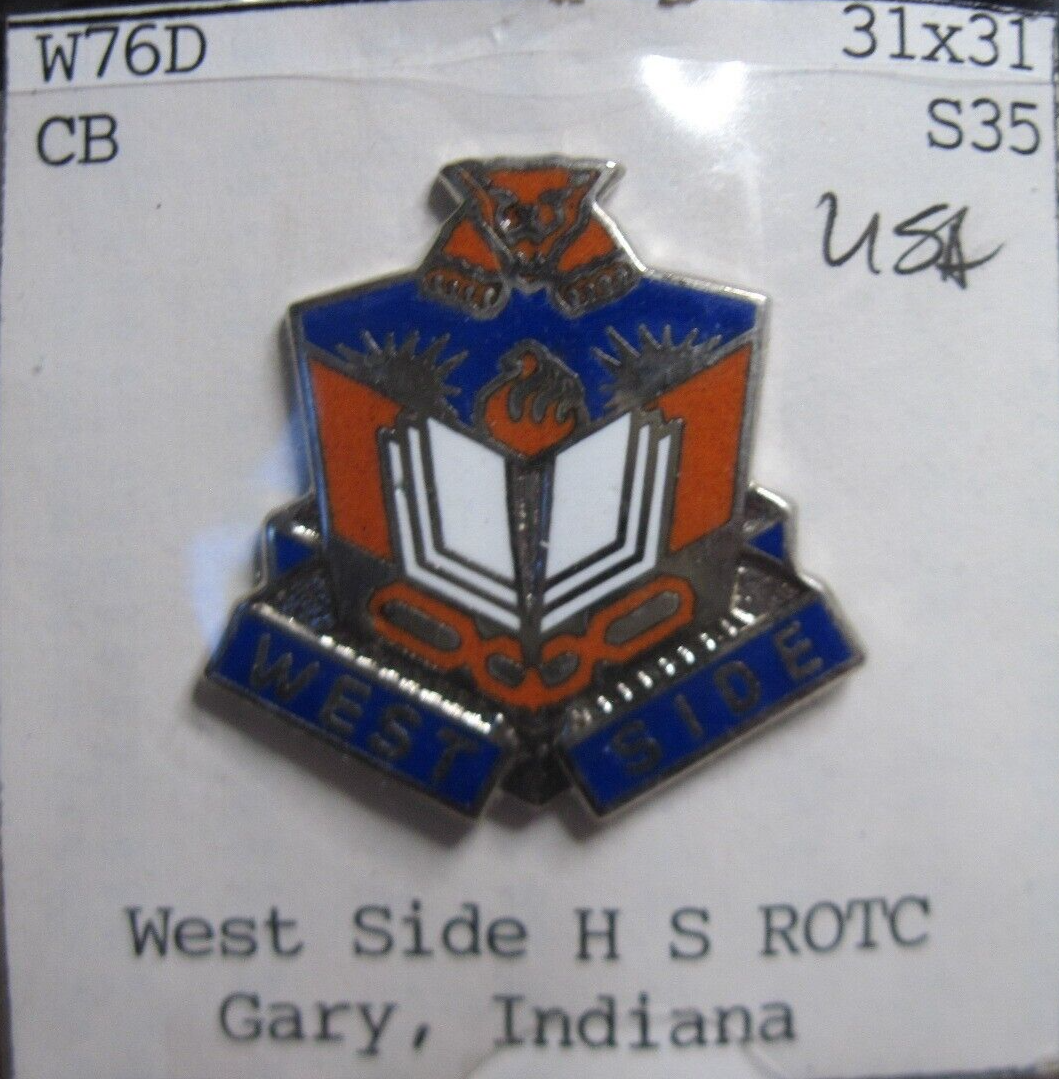 W76D 31x31
CB S35
USA
WEST SIDE
West Side H S ROTC
Gary, Indiana